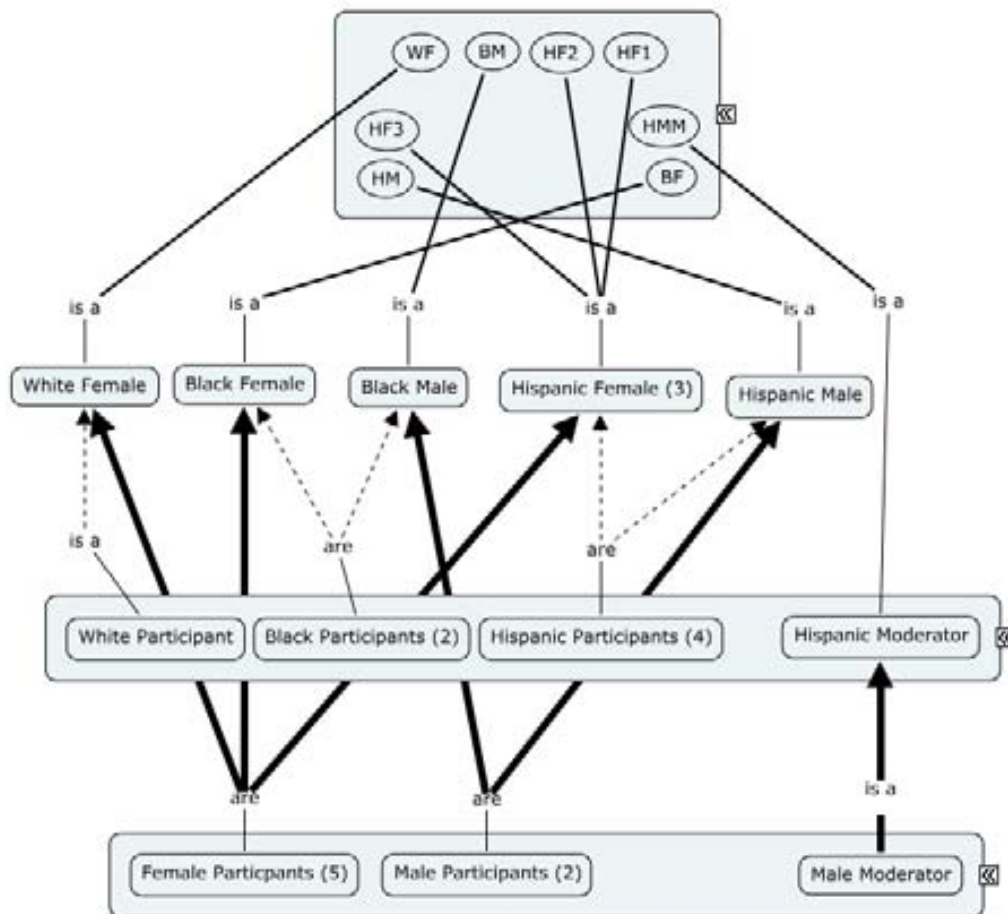 WF
BM
HF2
HF1
HF3
HMM
HM
BF
is a
is a
is a
is a
is a
is a
White Female
Black Female
Black Male
Hispanic Female (3)
Hispanic Male
is a
are
are
White Participant
Black Participants (2)
Hispanic Participants (4)
Hispanic Moderator
are
are
is a
Female Particpants (5)
Male Participants (2)
Male Moderator